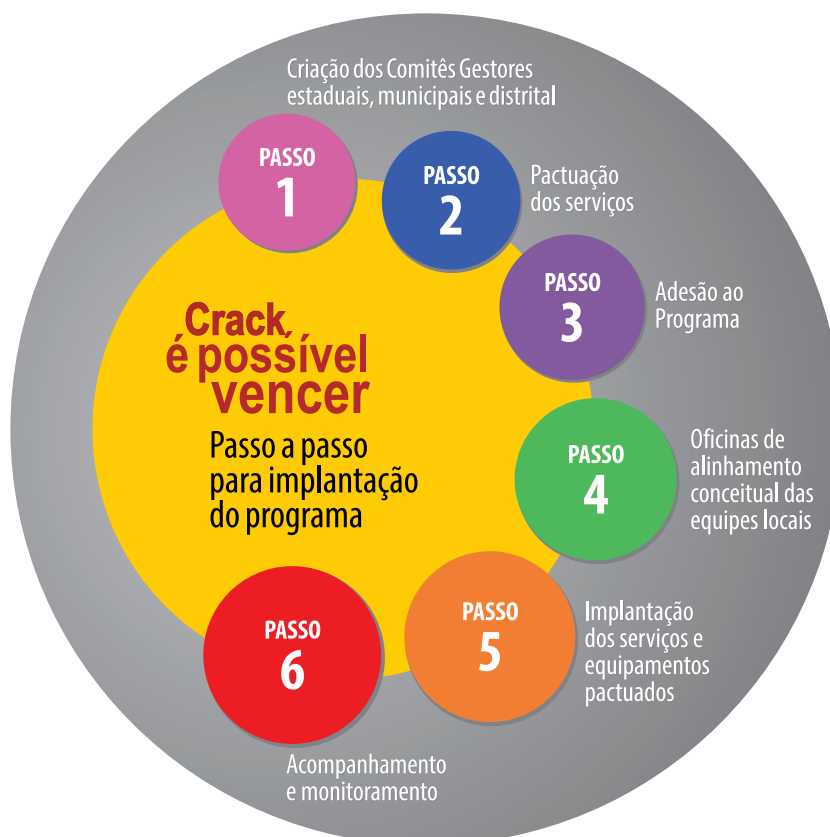 Criação dos Comitês Gestores
estaduais, municipais e distrital
PASSO
1
PASSO
2
Pactuação
dos serviços
PASSO
3
Adesão ao
Programa
Crack,
é possível
vencer
Passo a passo
para implantação
do programa
PASSO
4
Oficinas de
alinhamento
conceitual das
equipes locais
PASSO
5
Implantação
dos serviços e
equipamentos
pactuados
PASSO
6
Acompanhamento
e monitoramento